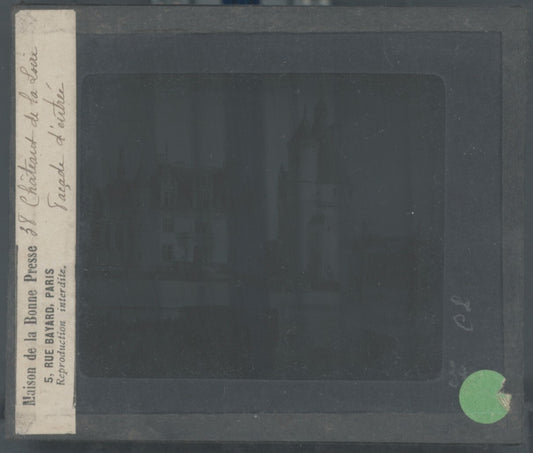 Maison de la Bonne Presse 38 Châteaux de la Loire
5, RUE BAYARD, PARIS Façade d'entrée
Reproduction interdite.